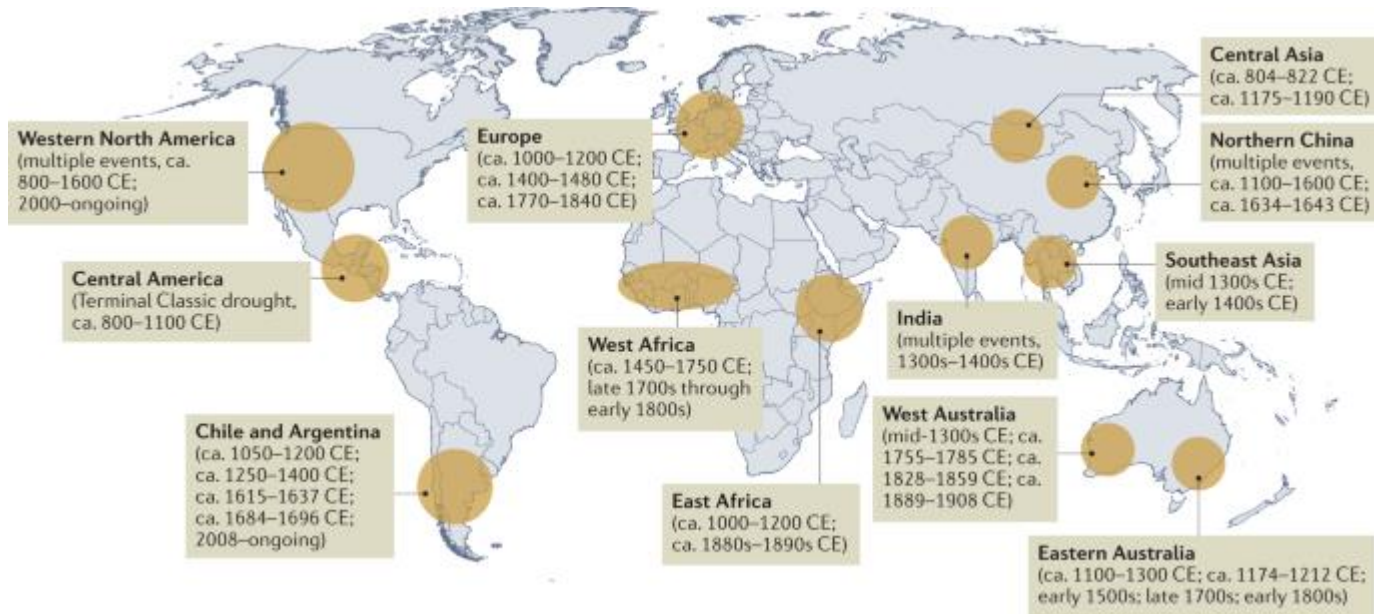 Central Asia
(ca. 804–822 CE;
ca. 1175–1190 CE)
Western North America
(multiple events, ca.
800–1600 CE;
2000–ongoing)
Europe
(ca. 1000–1200 CE;
ca. 1400–1480 CE;
ca. 1770–1840 CE)
Northern China
(multiple events,
ca. 1100–1600 CE;
ca. 1634–1643 CE)
Central America
(Terminal Classic drought,
ca. 800–1100 CE)
Southeast Asia
(mid 1300s CE;
early 1400s CE)
India
(multiple events,
1300s–1400s CE)
West Africa
(ca. 1450–1750 CE;
late 1700s through
early 1800s)
Chile and Argentina
(ca. 1050–1200 CE;
ca. 1250–1400 CE;
ca. 1615–1637 CE;
ca. 1684–1696 CE;
2008–ongoing)
West Australia
(mid-1300s CE; ca.
1755–1785 CE; ca.
1828–1859 CE; ca.
1889–1908 CE)
East Africa
(ca. 1000–1200 CE;
ca. 1880s–1890s CE)
Eastern Australia
(ca. 1100–1300 CE; ca. 1174–1212 CE;
early 1500s; late 1700s; early 1800s)